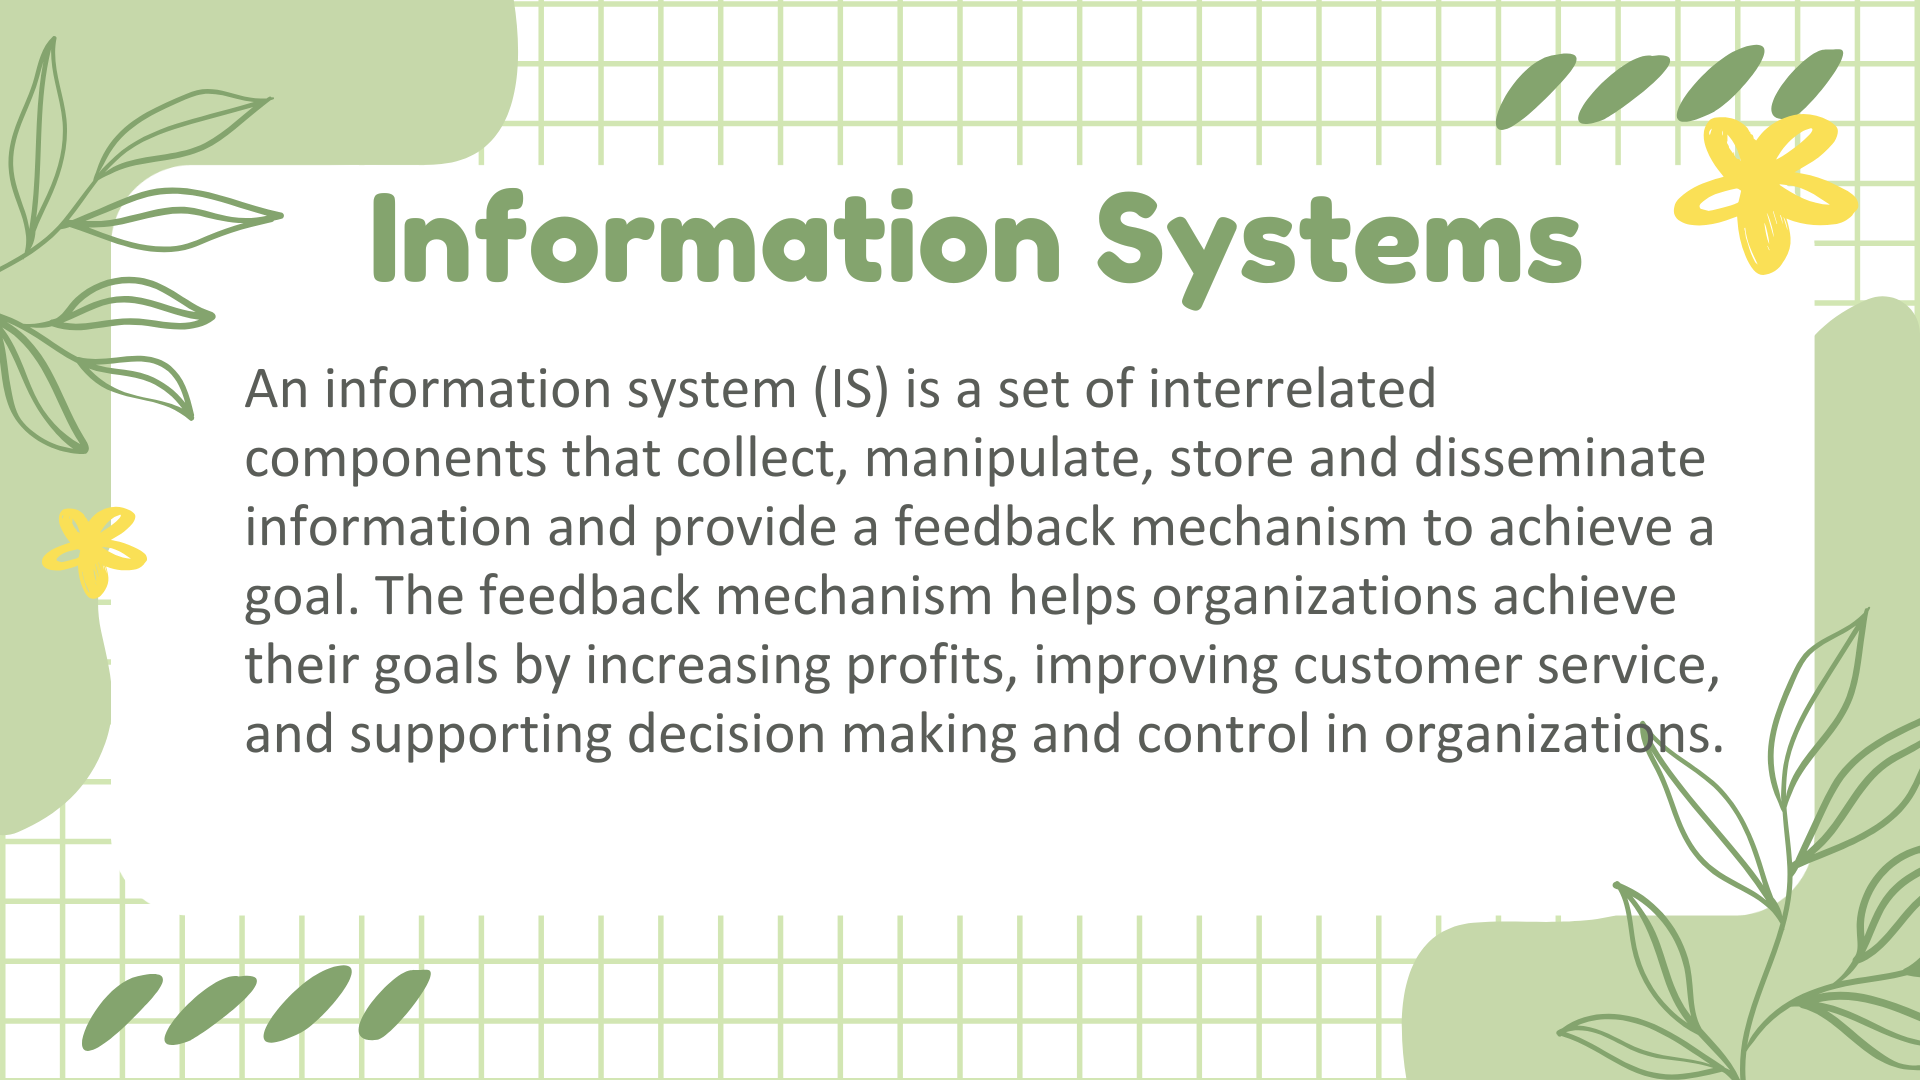 Information Systems
An information system (IS) is a set of interrelated
components that collect, manipulate, store and disseminate
information and provide a feedback mechanism to achieve a
goal. The feedback mechanism helps organizations achieve
their goals by increasing profits, improving customer service,
and supporting decision making and control in organizations.